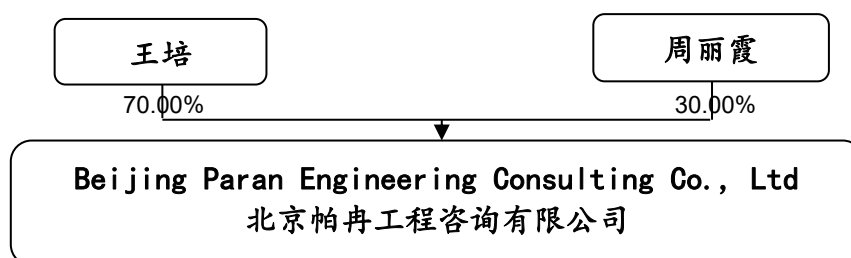 王培
周丽霞
70.00%
30.00%
Beijing Paran Engineering Consulting Co., Ltd
北京帕冉工程咨询有限公司